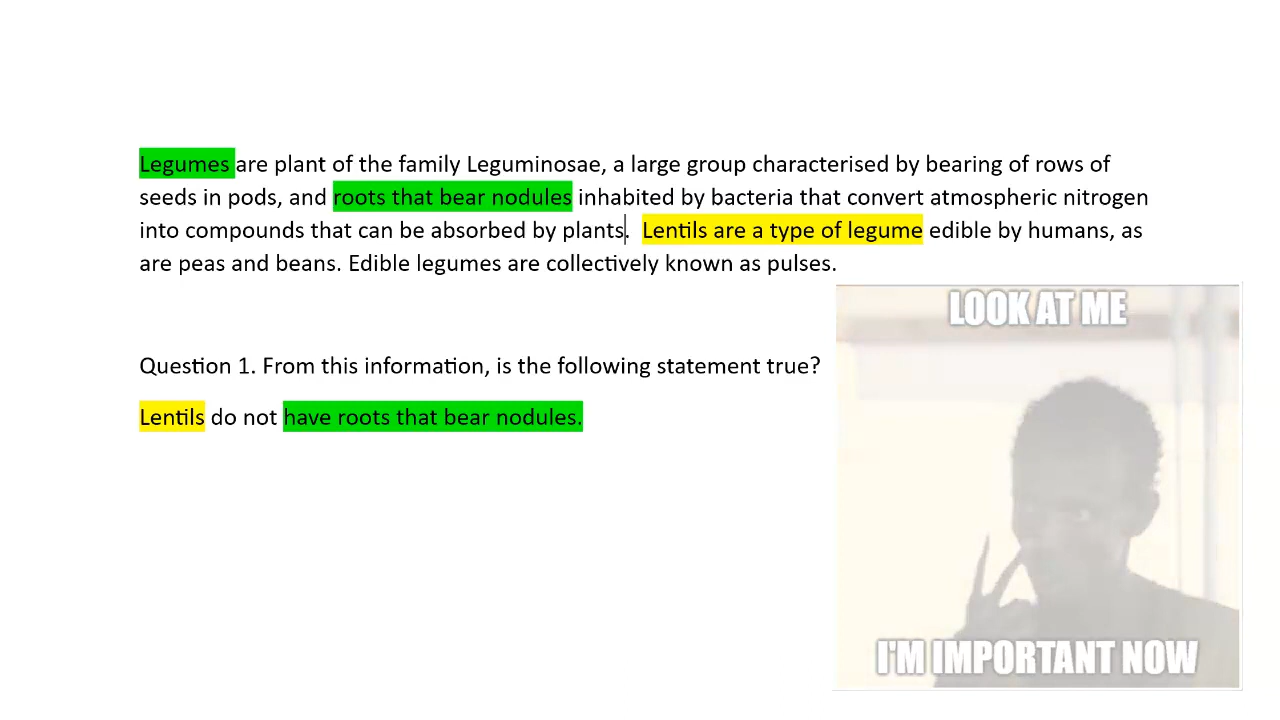 Legumes are plant of the family Leguminosae, a large group characterised by bearing of rows of
seeds in pods, and roots that bear nodules inhabited by bacteria that convert atmospheric nitrogen
into compounds that can be absorbed by plants. Lentils are a type of legume edible by humans, as
are peas and beans. Edible legumes are collectively known as pulses.
LOOK AT ME
Question 1. From this information, is the following statement true?
Lentils do not have roots that bear nodules.
I'M IMPORTANT NOW